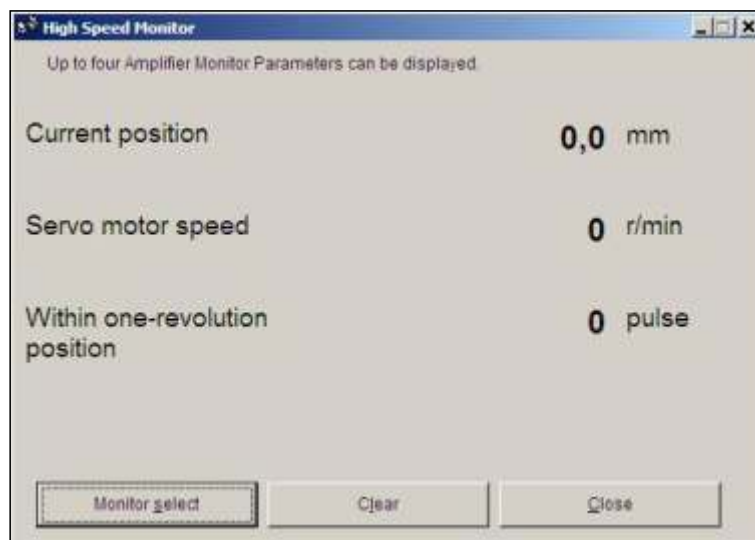 High Speed Monitor
Up to four Amplifier Monitor Parameters can be displayed.
Current position 0,0 mm
Servo motor speed 0 r/min
Within one-revolution 0 pulse
position
Monitor select Clear Close